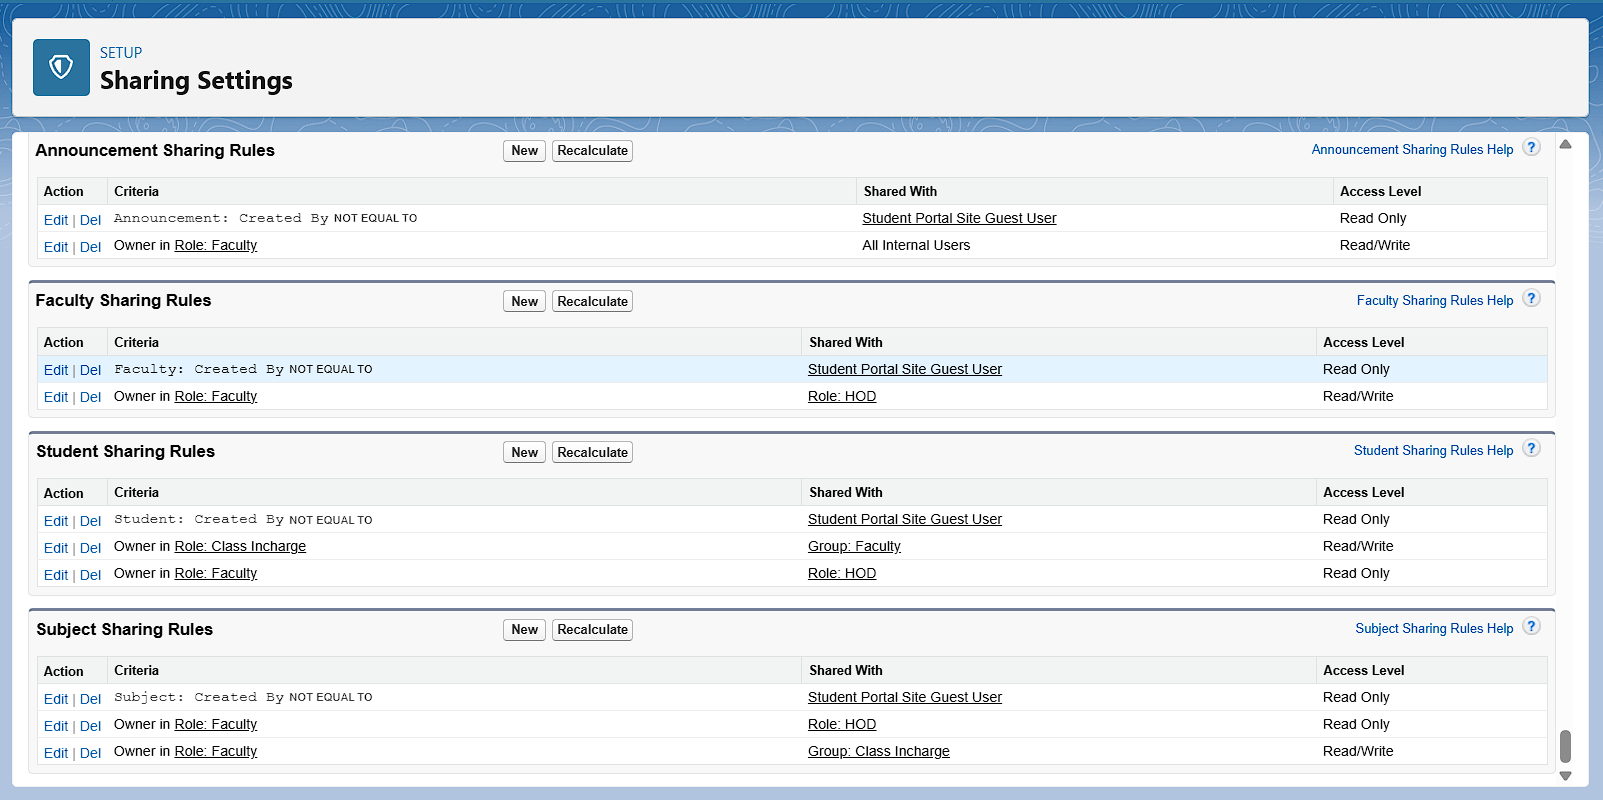 SETUP
Sharing Settings
Announcement Sharing Rules New Recalculate Announcement Sharing Rules Help ?
Action Criteria Shared With Access Level
Edit | Del Announcement: Created By NOT EQUAL TO Student Portal Site Guest User Read Only
Edit | Del Owner in Role: Faculty All Internal Users Read/Write
Faculty Sharing Rules New Recalculate Faculty Sharing Rules Help ?
Action Criteria Shared With Access Level
Edit | Del Faculty: Created By NOT EQUAL TO Student Portal Site Guest User Read Only
Edit | Del Owner in Role: Faculty Role: HOD Read/Write
Student Sharing Rules New Recalculate Student Sharing Rules Help ?
Action Criteria Shared With Access Level
Edit | Del Student: Created By NOT EQUAL TO Student Portal Site Guest User Read Only
Edit | Del Owner in Role: Class Incharge Group: Faculty Read/Write
Edit | Del Owner in Role: Faculty Role: HOD Read Only
Subject Sharing Rules New Recalculate Subject Sharing Rules Help ?
Action Criteria Shared With Access Level
Edit | Del Subject: Created By NOT EQUAL TO Student Portal Site Guest User Read Only
Edit | Del Owner in Role: Faculty Role: HOD Read Only
Edit | Del Owner in Role: Faculty Group: Class Incharge Read/Write